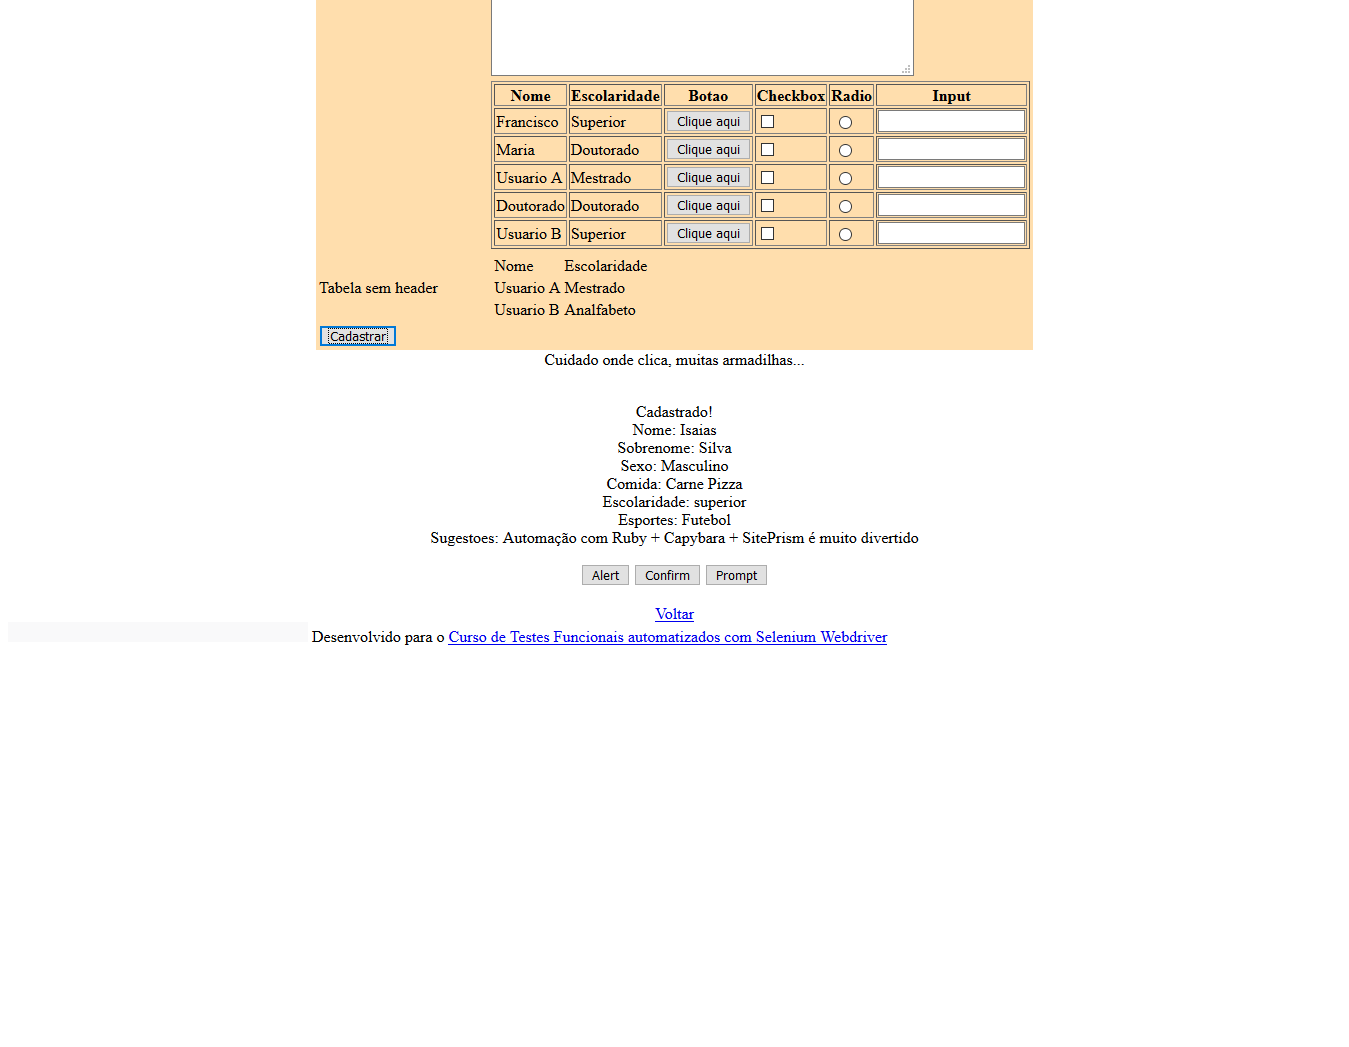 Nome Escolaridade Botao Checkbox Radio Input
Francisco Superior Clique aqui
Maria Doutorado Clique aqui
Usuario A Mestrado Clique aqui
Doutorado Doutorado Clique aqui
Usuario B Superior Clique aqui
Nome Escolaridade
Tabela sem header Usuario A Mestrado
Usuario B Analfabeto
Cadastrar
Cuidado onde clica, muitas armadilhas...
Cadastrado!
Nome: Isaias
Sobrenome: Silva
Sexo: Masculino
Comida: Carne Pizza
Escolaridade: superior
Esportes: Futebol
Sugestoes: Automação com Ruby + Capybara + SitePrism é muito divertido
Alert Confirm Prompt
Voltar
Desenvolvido para o Curso de Testes Funcionais automatizados com Selenium Webdriver